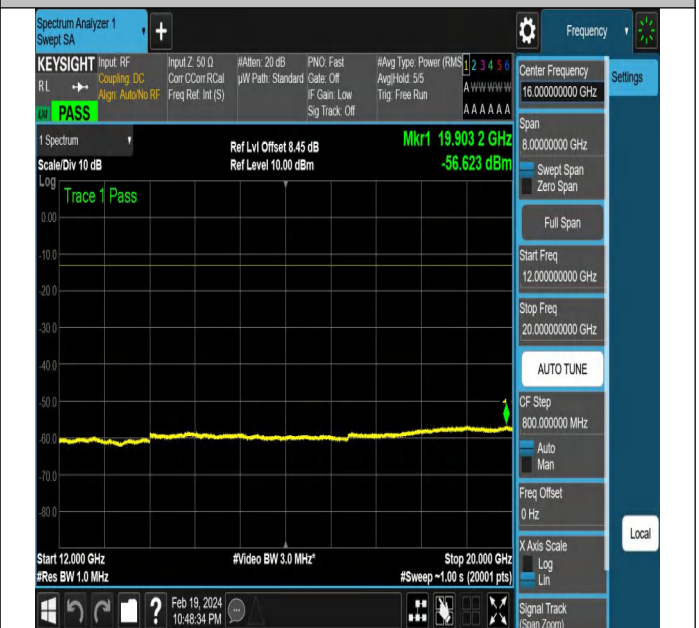 Spectrum Analyzer 1
Swept SA
+
Frequency
KEYSIGHT
RL
PASS
Input: RF
Coupling: DC
Align: Auto/No RF
Input Z: 50 Ω
Corr CCorr RCal
Freq Ref: Int (S)
#Atten: 20 dB
µW Path: Standard
PNO: Fast
Gate: Off
IF Gain: Low
Sig Track: Off
#Avg Type: Power (RMS
Avg|Hold: 5/5
Trig: Free Run
1 2 3 4 5 6
A W W W W W
A A A A A A
1 Spectrum
Scale/Div 10 dB
Ref Lvl Offset 8.45 dB
Ref Level 10.00 dBm
Mkr1 19.903 2 GHz
-56.623 dBm
Log
Trace 1 Pass
0.00
-10.0
-20.0
-30.0
-40.0
-50.0
-60.0
-70.0
-80.0
1
Start 12.000 GHz
#Res BW 1.0 MHz
#Video BW 3.0 MHz*
Stop 20.000 GHz
#Sweep ~1.00 s (20001 pts)
?
Feb 19, 2024
10:48:34 PM
Center Frequency
16.000000000 GHz
Settings
Span
8.00000000 GHz
Swept Span
Zero Span
Full Span
Start Freq
12.000000000 GHz
Stop Freq
20.000000000 GHz
AUTO TUNE
CF Step
800.000000 MHz
Auto
Man
Freq Offset
0 Hz
Local
X Axis Scale
Log
Lin
Signal Track
(Span Zoom)